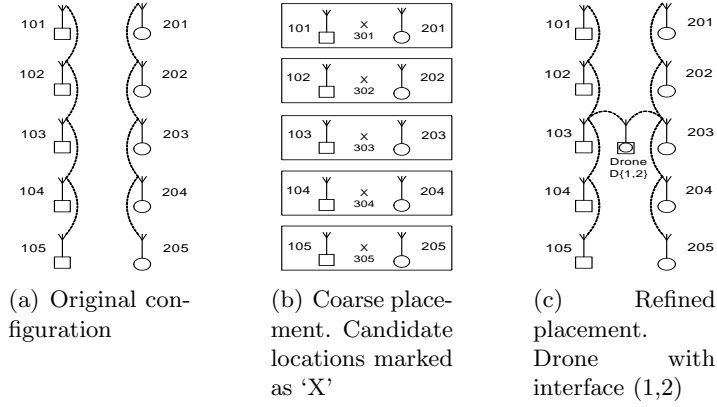 101 201
102 202
103 203
104 204
105 205
(a) Original con-
figuration
101 X 201
301
102 X 202
302
103 X 203
303
104 X 204
304
105 X 205
305
(b) Coarse place-
ment. Candidate
locations marked
as ‘X’
101 201
102 202
103 203
Drone
D{1,2}
104 204
105 205
(c) Refined
placement.
Drone with
interface (1,2)